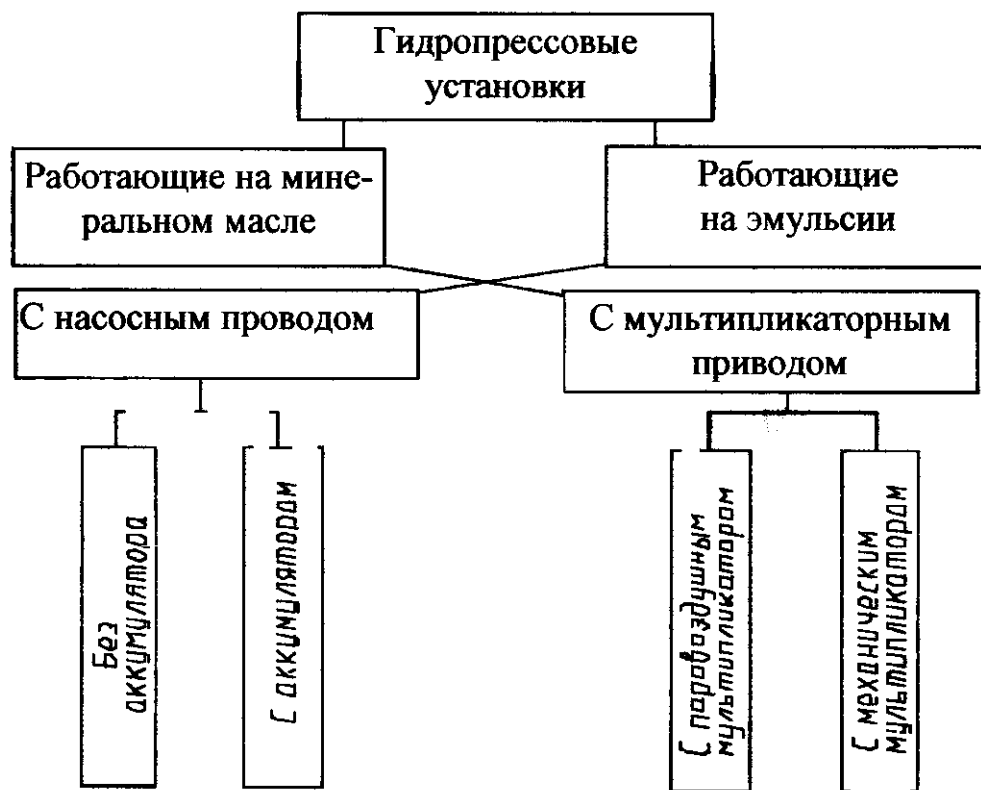 Гидропрессовые
установки
Работающие на мине-
ральном масле
Работающие
на эмульсии
С насосным проводом
С мультипликаторным
приводом
Без
аккумулятора
С аккумулятором
С паровоздушным
мультипликатором
С механическим
мультипликатором